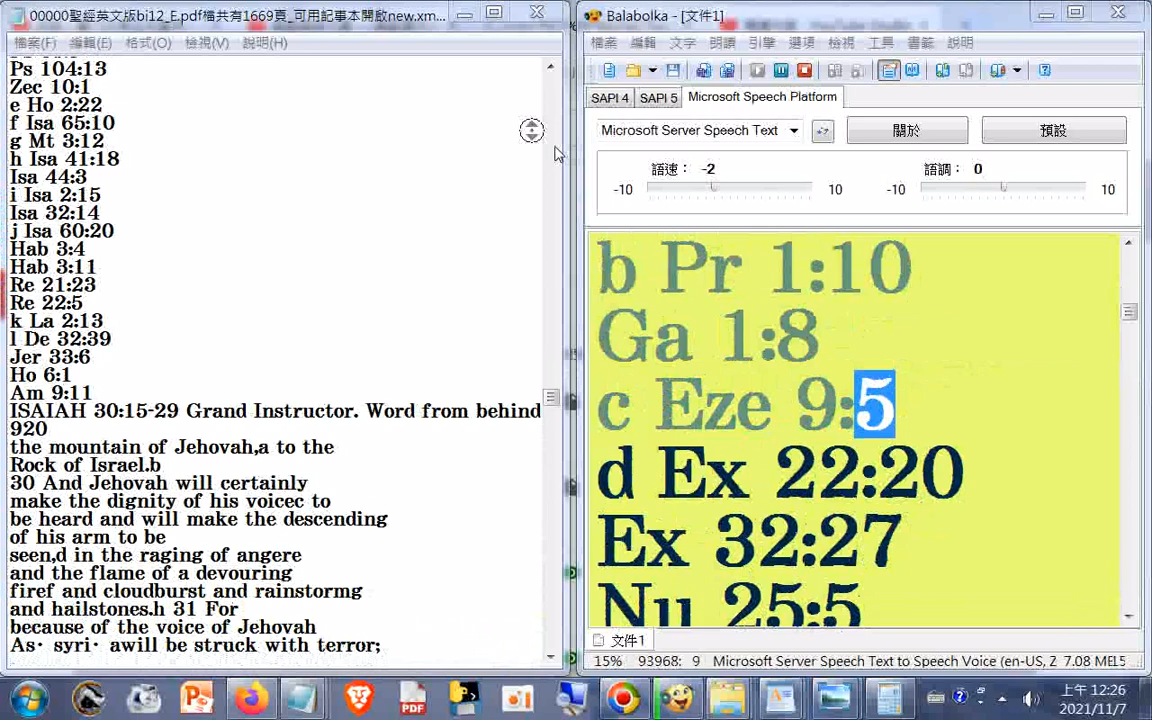 00000聖經英文版bi12_E.pdf檔共有1669頁_可用記事本開啟new.xm...
檔案(F) 編輯(E) 格式(O) 檢視(V) 說明(H)
Ps 104:13
Zec 10:1
e Ho 2:22
f Isa 65:10
g Mt 3:12
h Isa 41:18
Isa 44:3
i Isa 2:15
Isa 32:14
j Isa 60:20
Hab 3:4
Hab 3:11
Re 21:23
Re 22:5
k La 2:13
l De 32:39
Jer 33:6
Ho 6:1
Am 9:11
ISAIAH 30:15-29 Grand Instructor. Word from behind
920
the mountain of Jehovah,a to the
Rock of Israel.b
30 And Jehovah will certainly
make the dignity of his voicec to
be heard and will make the descending
of his arm to be
seen,d in the raging of angere
and the flame of a devouring
firef and cloudburst and rainstormg
and hailstones.h 31 For
because of the voice of Jehovah
As· syri· awill be struck with terror;
Balabolka - [文件1]
檔案 編輯 文字 朗讀 引擎 選項 檢視 工具 書籤 說明
SAPI 4 SAPI 5 Microsoft Speech Platform
Microsoft Server Speech Text 關於 預設
語速： -2 語調： 0
-10 10 -10 10
b Pr 1:10
Ga 1:8
c Eze 9:5
d Ex 22:20
Ex 32:27
Nu 25:5
文件1
15% 93968: 9 Microsoft Server Speech Text to Speech Voice (en-US, 2 7.08 MB
PDF
上午 12:26
2021/11/7